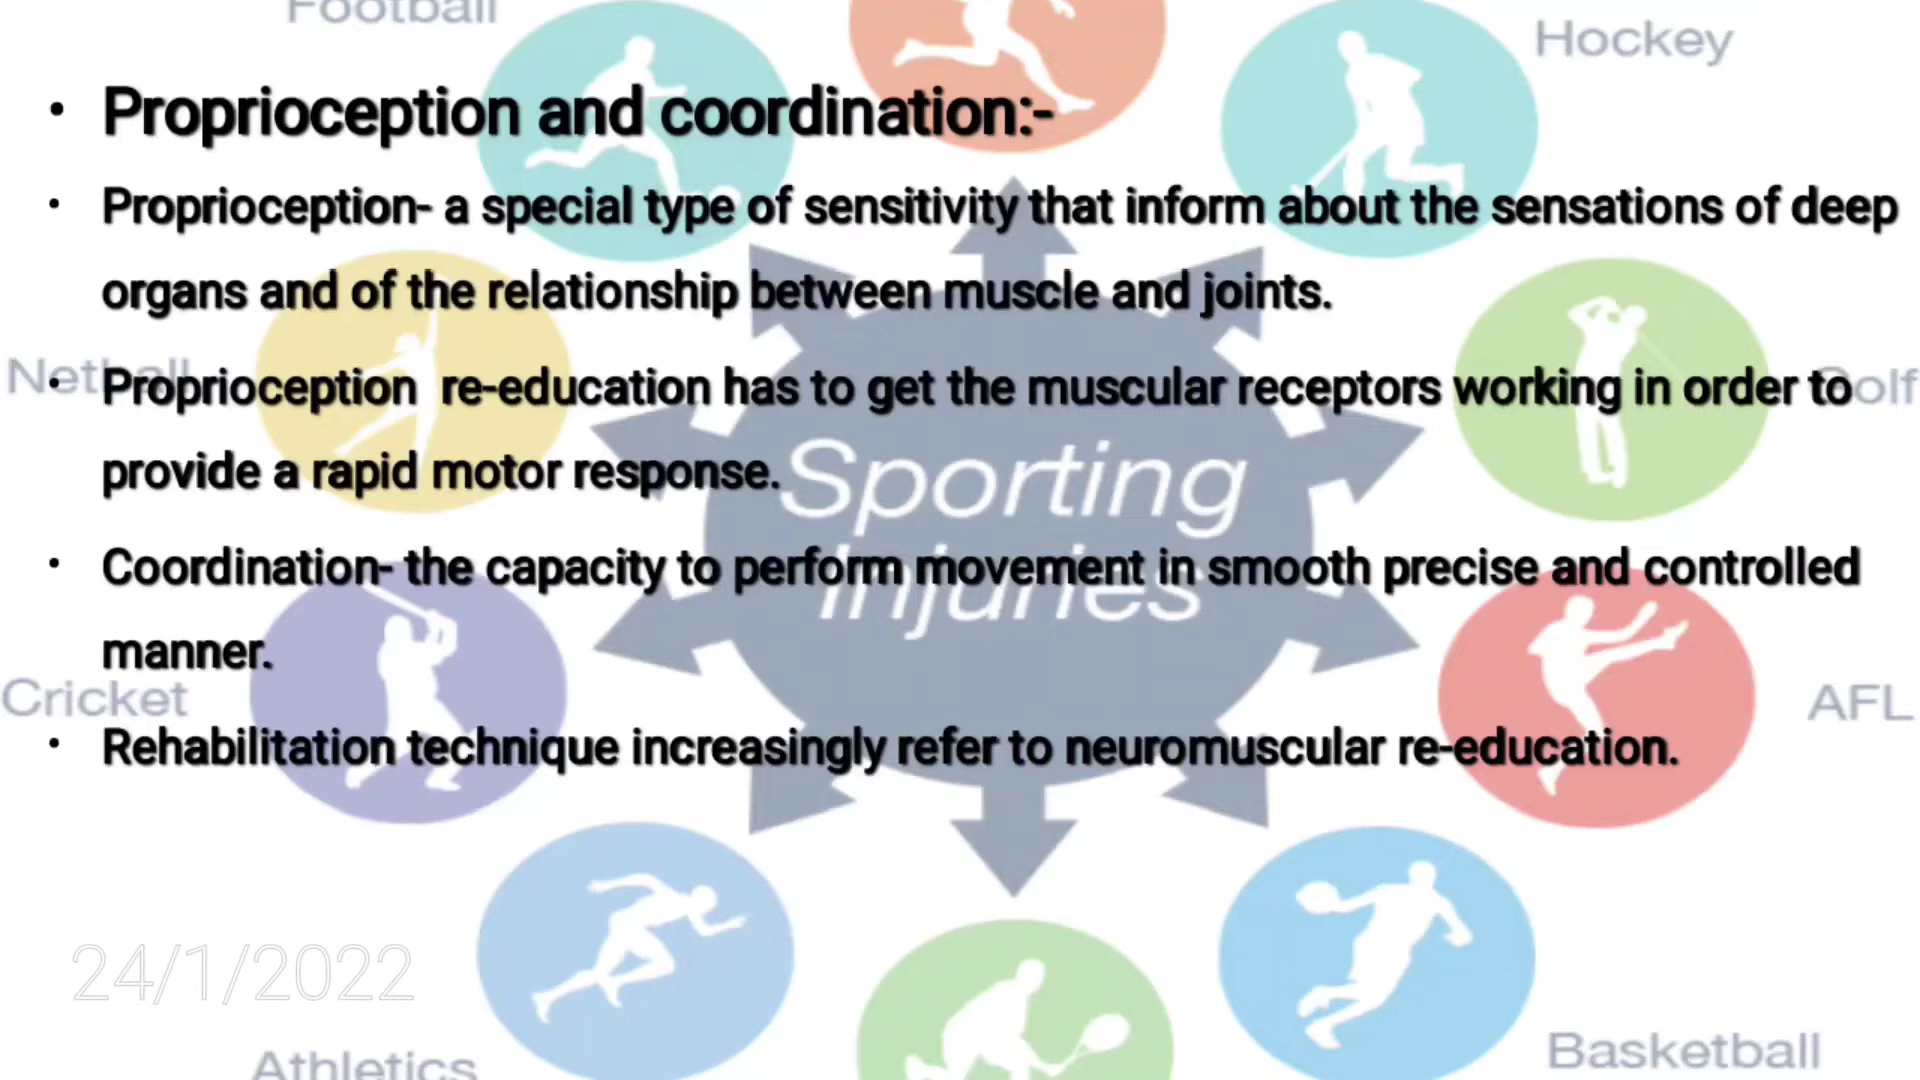 Football
Hockey
• Proprioception and coordination:-
• Proprioception- a special type of sensitivity that inform about the sensations of deep
organs and of the relationship between muscle and joints.
Netball
Golf
• Proprioception re-education has to get the muscular receptors working in order to
provide a rapid motor response.
Sporting
Injuries
• Coordination- the capacity to perform movement in smooth precise and controlled
manner.
Cricket
AFL
• Rehabilitation technique increasingly refer to neuromuscular re-education.
24/1/2022
Athletics
Basketball